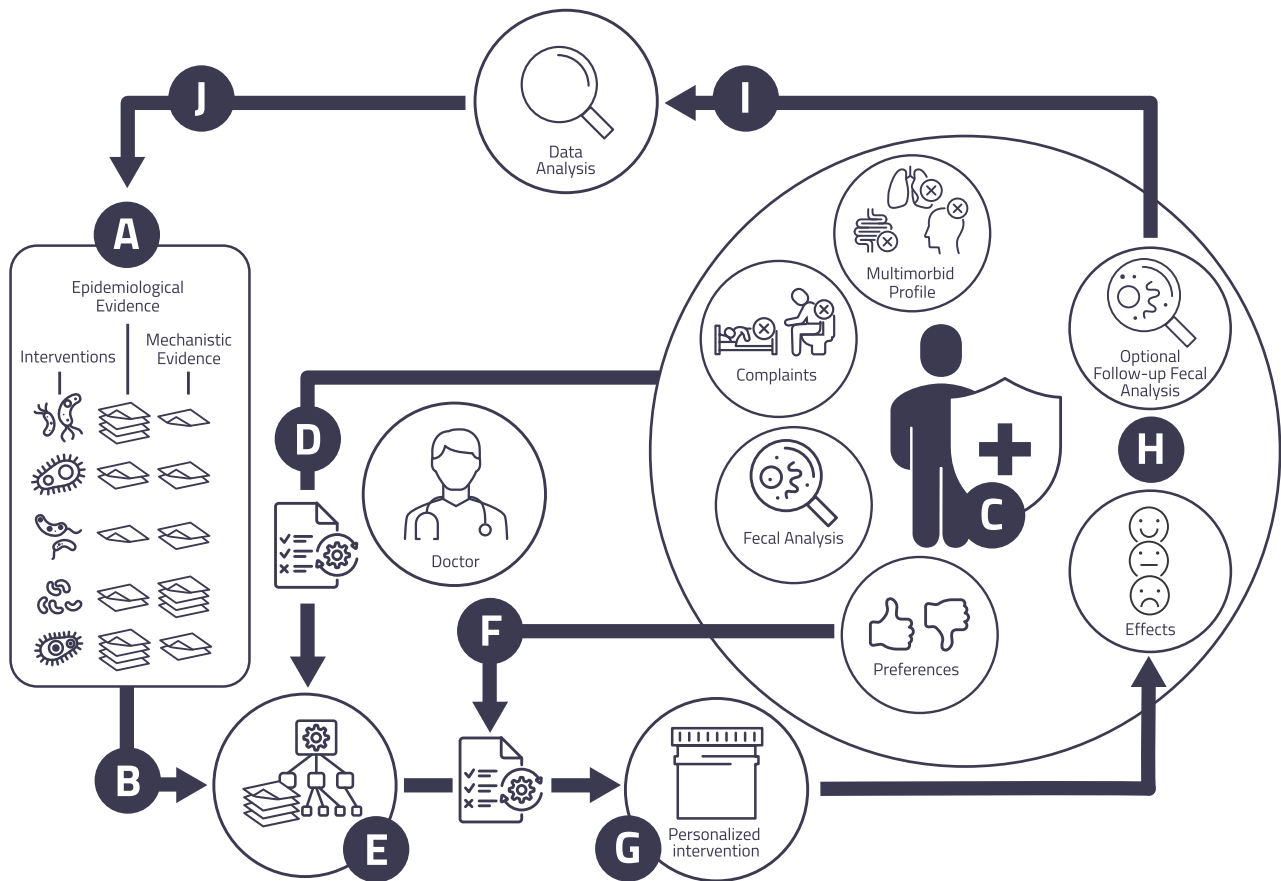 J
Data
Analysis
I
A
Epidemiological
Evidence
Interventions
Mechanistic
Evidence
Multimorbid
Profile
Complaints
Optional
Follow-up Fecal
Analysis
D
Doctor
Fecal Analysis
C
H
F
Preferences
Effects
B
E
G
Personalized
intervention